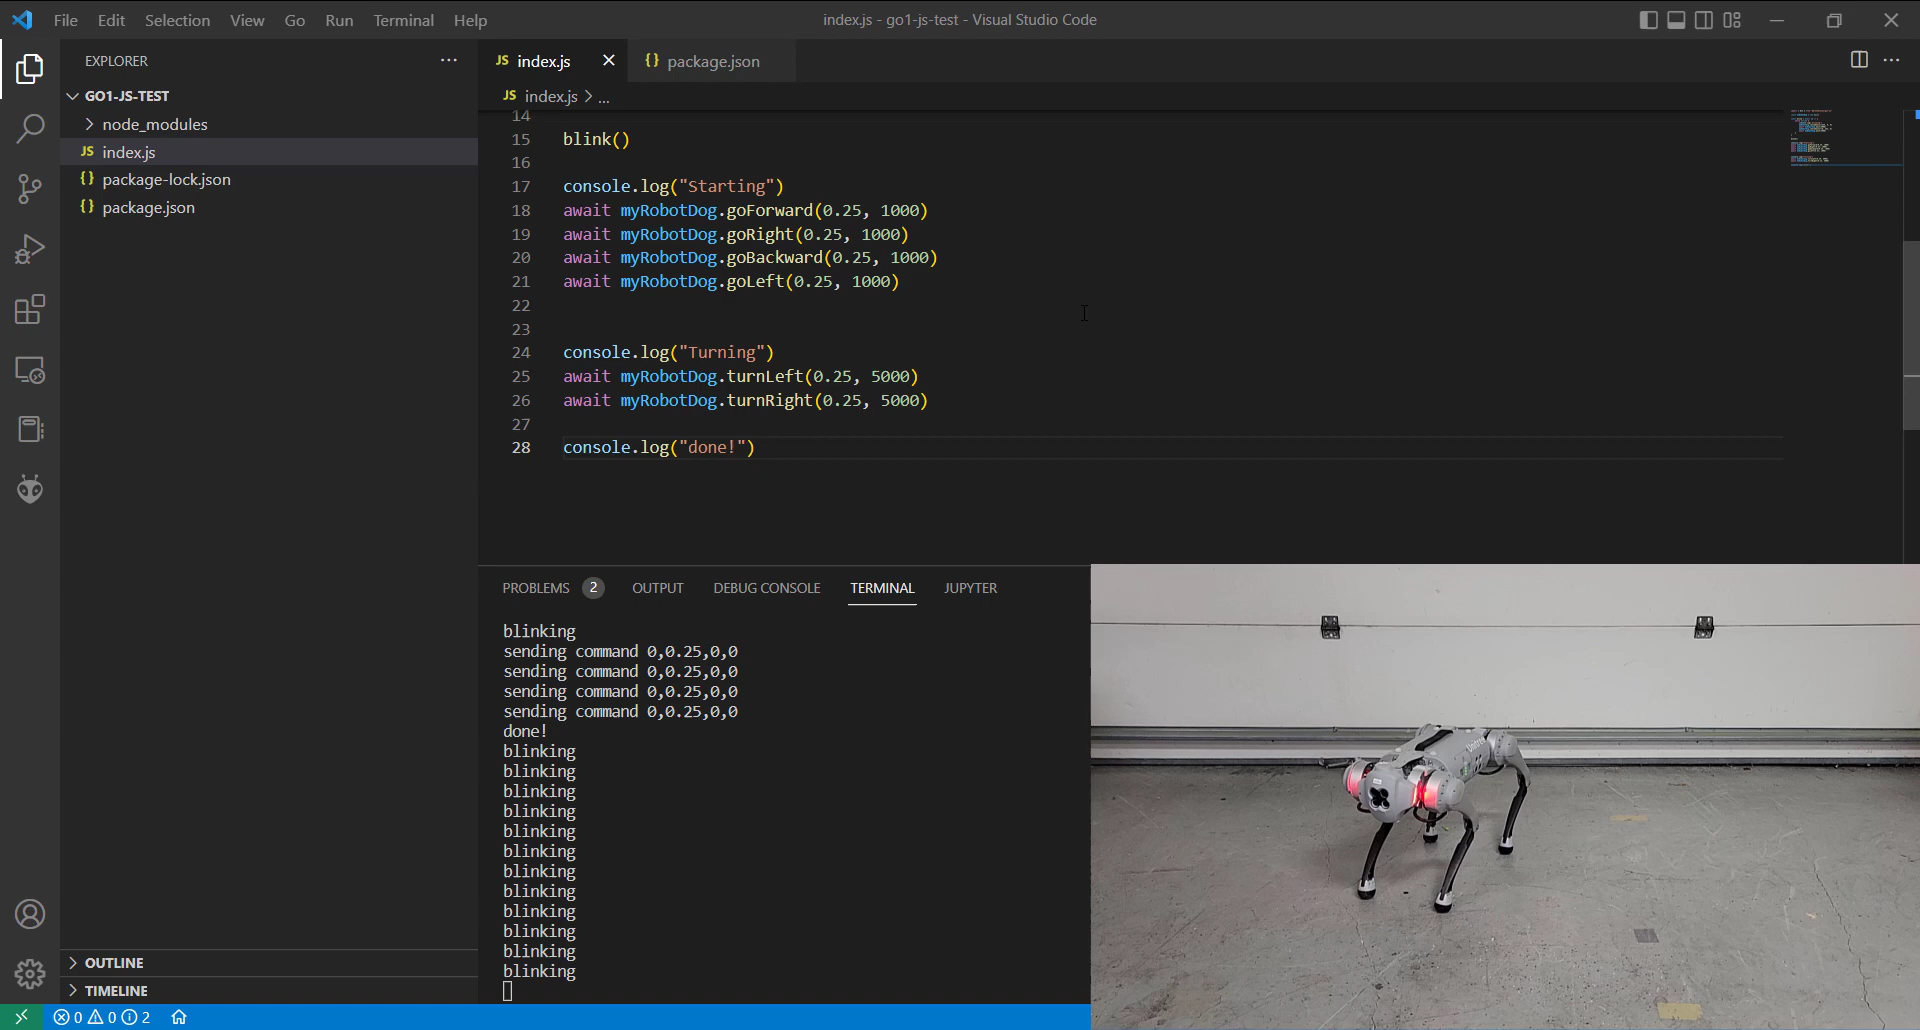 File Edit Selection View Go Run Terminal Help
index.js - go1-js-test - Visual Studio Code
EXPLORER
GO1-JS-TEST
node_modules
JS index.js
{} package-lock.json
{} package.json
OUTLINE
TIMELINE
JS index.js
{} package.json
JS index.js > ...
14
15 blink()
16
17 console.log("Starting")
18 await myRobotDog.goForward(0.25, 1000)
19 await myRobotDog.goRight(0.25, 1000)
20 await myRobotDog.goBackward(0.25, 1000)
21 await myRobotDog.goLeft(0.25, 1000)
22
23
24 console.log("Turning")
25 await myRobotDog.turnLeft(0.25, 5000)
26 await myRobotDog.turnRight(0.25, 5000)
27
28 console.log("done!")
PROBLEMS 2 OUTPUT DEBUG CONSOLE TERMINAL JUPYTER
blinking
sending command 0,0.25,0,0
sending command 0,0.25,0,0
sending command 0,0.25,0,0
sending command 0,0.25,0,0
done!
blinking
blinking
blinking
blinking
blinking
blinking
blinking
blinking
blinking
blinking
blinking
blinking
0 0 2